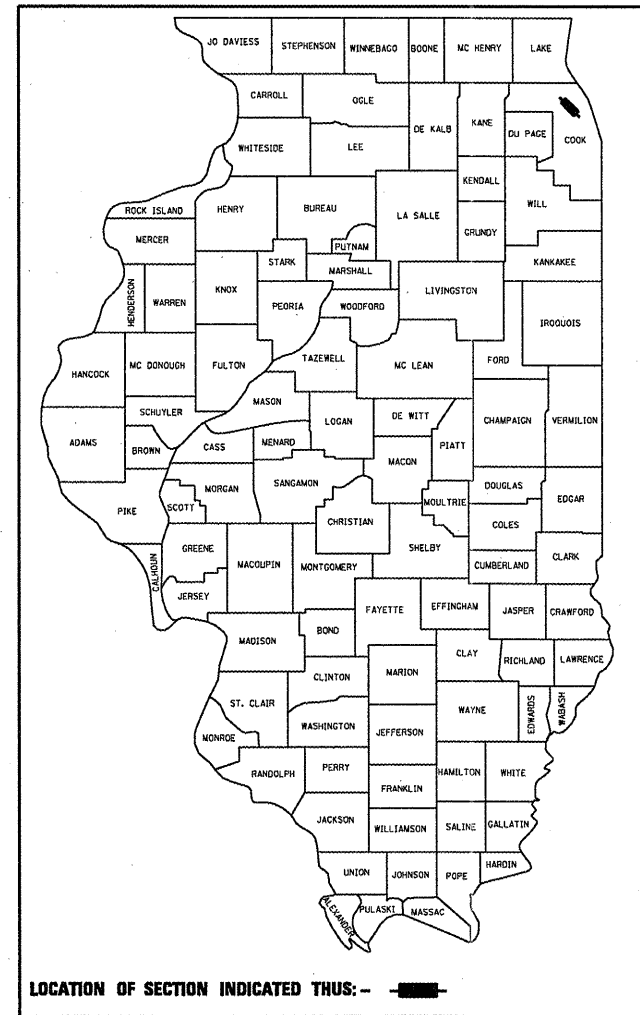 JO DAVIESS STEPHENSON WINNEBAGO BOONE MC HENRY LAKE
CARROLL OGLE DE KALB KANE DU PAGE COOK
WHITESIDE LEE
KENDALL WILL
ROCK ISLAND HENRY BUREAU LA SALLE
MERCER PUTNAM GRUNDY
STARK MARSHALL KANKAKEE
HENDERSON WARREN KNOX PEORIA WOODFORD LIVINGSTON IROQUOIS
HANCOCK MC DONOUGH FULTON TAZEWELL MC LEAN FORD
MASON
SCHUYLER LOGAN DE WITT CHAMPAIGN VERMILION
ADAMS BROWN CASS MENARD PIATT
MACON
MORGAN SANGAMON DOUGLAS EDGAR
PIKE SCOTT CHRISTIAN MOULTRIE
COLES
GREENE MACOUPIN MONTGOMERY SHELBY CLARK
CALHOUN CUMBERLAND
JERSEY FAYETTE EFFINGHAM JASPER CRAWFORD
MADISON BOND
CLAY RICHLAND LAWRENCE
CLINTON MARION
ST. CLAIR WAYNE EDWARDS WABASH
MONROE WASHINGTON JEFFERSON
RANDOLPH PERRY HAMILTON WHITE
FRANKLIN
JACKSON WILLIAMSON SALINE GALLATIN
UNION JOHNSON POPE HARDIN
ALEXANDER PULASKI MASSAC
LOCATION OF SECTION INDICATED THUS:-